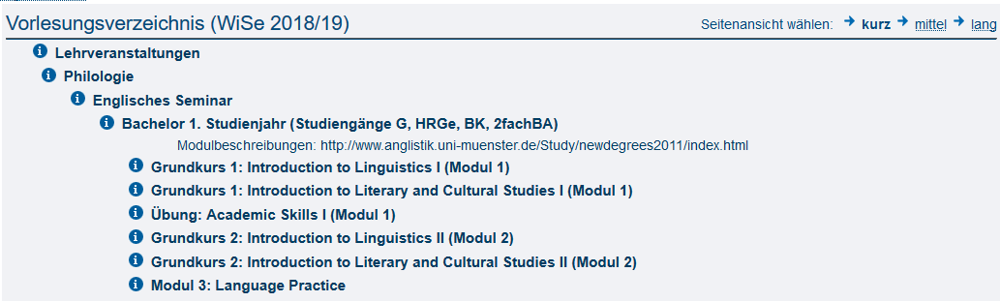 Vorlesungsverzeichnis (WiSe 2018/19) Seitenansicht wählen: kurz mittel lang
Lehrveranstaltungen
Philologie
Englisches Seminar
Bachelor 1. Studienjahr (Studiengänge G, HRGe, BK, 2fachBA)
Modulbeschreibungen: http://www.anglistik.uni-muenster.de/Study/newdegrees2011/index.html
Grundkurs 1: Introduction to Linguistics I (Modul 1)
Grundkurs 1: Introduction to Literary and Cultural Studies I (Modul 1)
Übung: Academic Skills I (Modul 1)
Grundkurs 2: Introduction to Linguistics II (Modul 2)
Grundkurs 2: Introduction to Literary and Cultural Studies II (Modul 2)
Modul 3: Language Practice